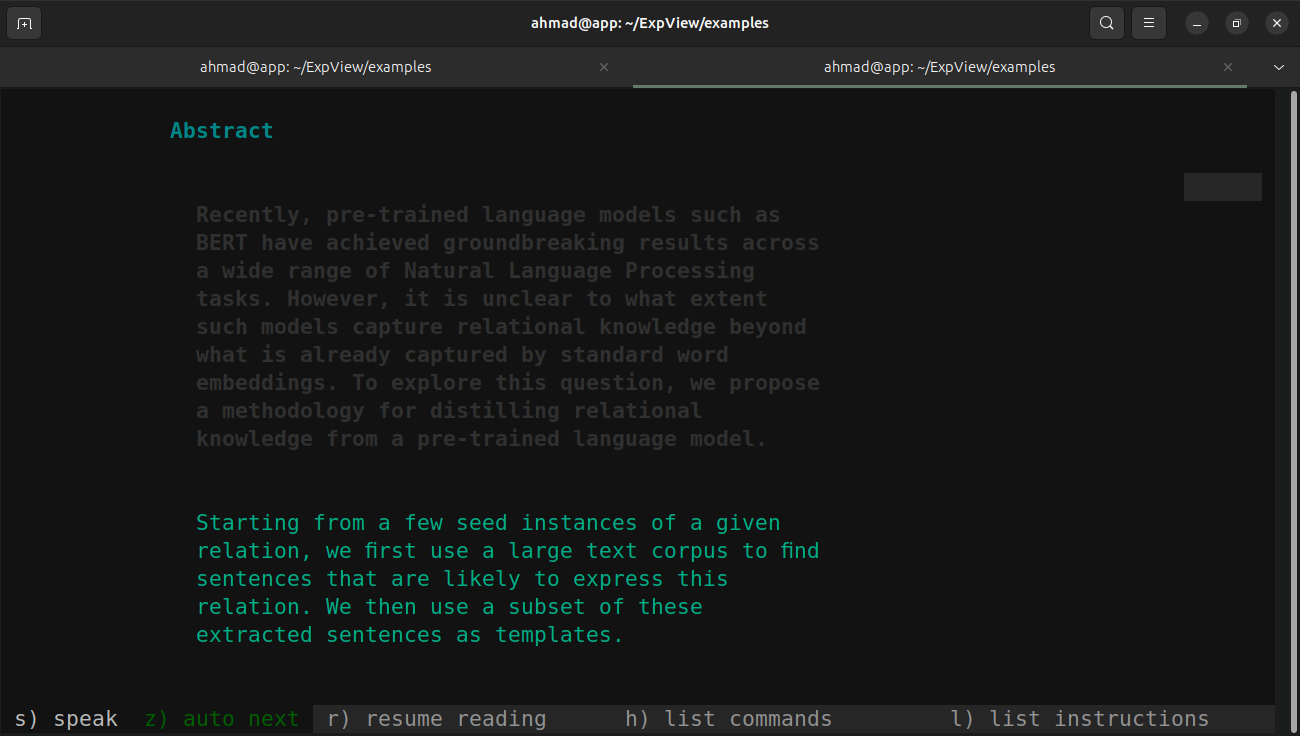 ahmad@app: ~/ExpView/examples
ahmad@app: ~/ExpView/examples
ahmad@app: ~/ExpView/examples
Abstract
Recently, pre-trained language models such as
BERT have achieved groundbreaking results across
a wide range of Natural Language Processing
tasks. However, it is unclear to what extent
such models capture relational knowledge beyond
what is already captured by standard word
embeddings. To explore this question, we propose
a methodology for distilling relational
knowledge from a pre-trained language model.
Starting from a few seed instances of a given
relation, we first use a large text corpus to find
sentences that are likely to express this
relation. We then use a subset of these
extracted sentences as templates.
s) speak z) auto next r) resume reading h) list commands l) list instructions